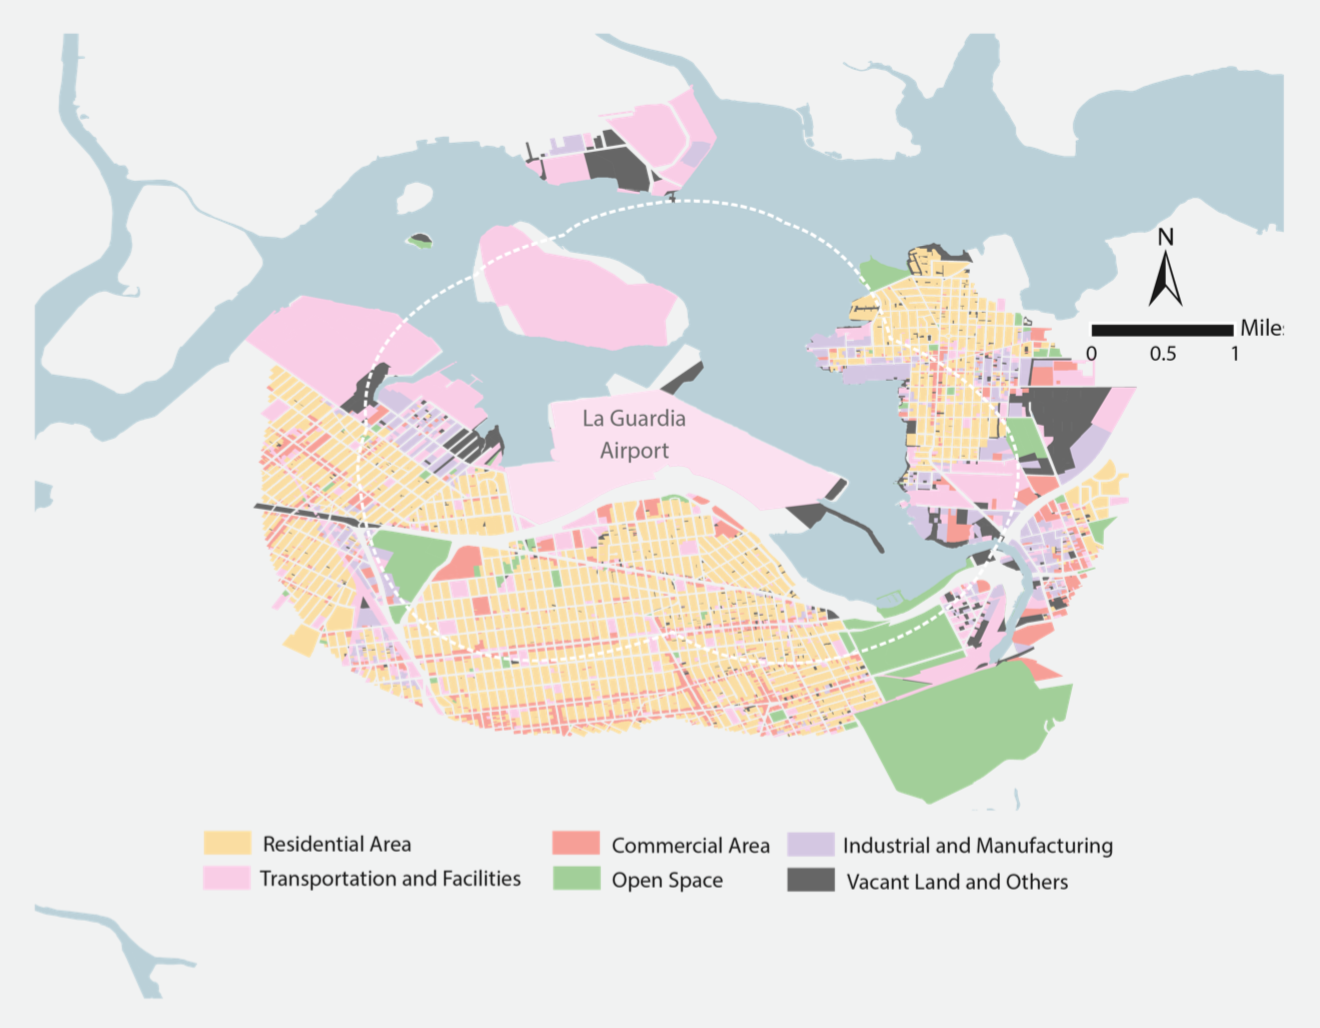 N
Miles
0 0.5 1
La Guardia
Airport
Residential Area
Commercial Area
Industrial and Manufacturing
Transportation and Facilities
Open Space
Vacant Land and Others